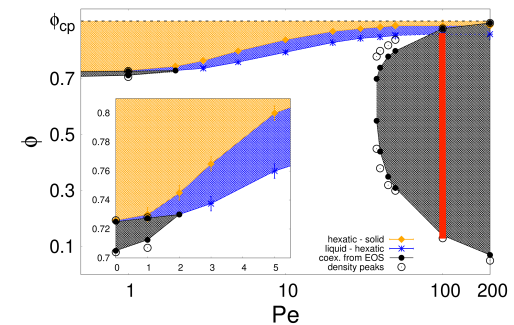 ϕcp
0.7
0.5
0.3
0.1
ϕ
0.8
0.78
0.76
0.74
0.72
0.7
0 1 2 3 4 5
hexatic - solid
liquid - hexatic
coex. from EOS
density peaks
1 10 100 200
Pe